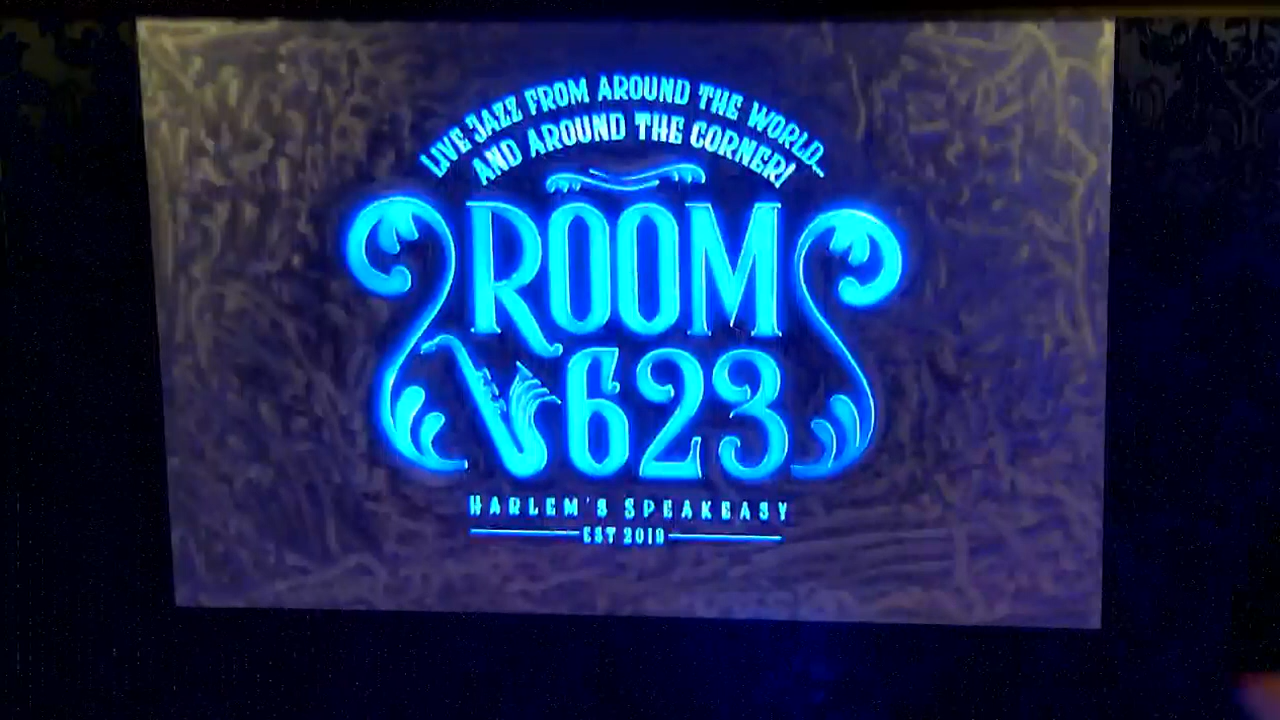 LIVE JAZZ FROM AROUND THE WORLD...
AND AROUND THE CORNER!
ROOM
623
HARLEM'S SPEAKEASY
EST 2019